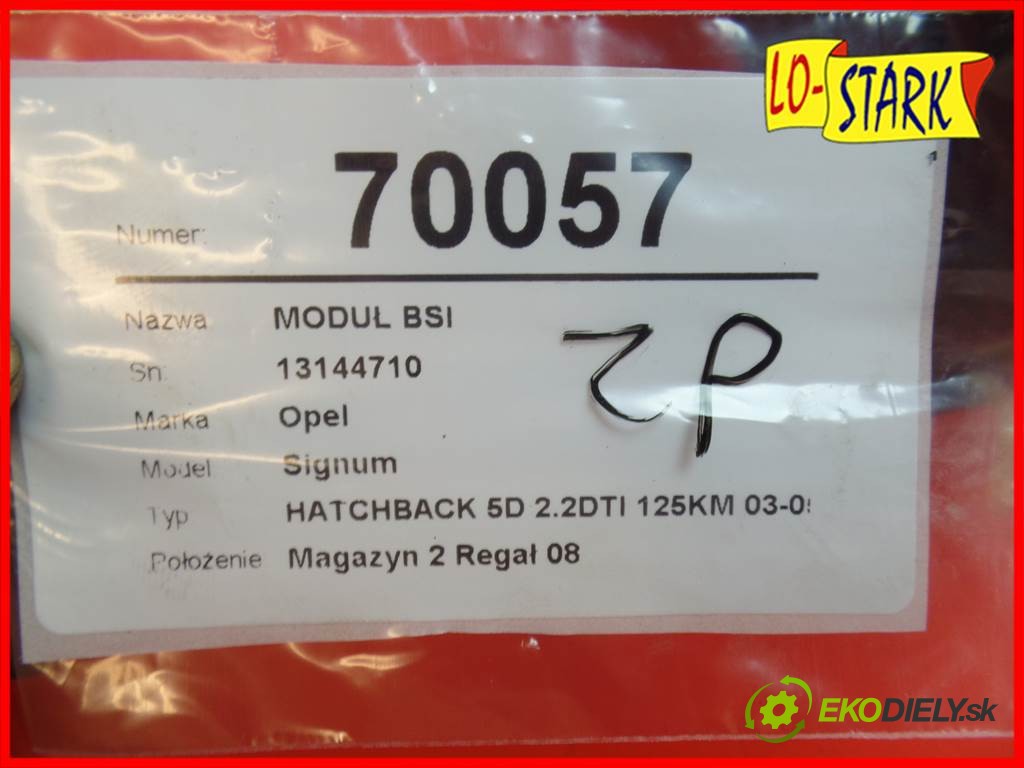 LO-STARK
Numer: 70057
Nazwa MODUŁ BSI
Sn: 13144710
Marka Opel
Model Signum
Typ HATCHBACK 5D 2.2DTI 125KM 03-0
Położenie Magazyn 2 Regał 08
ZP
EKODIELY.sk